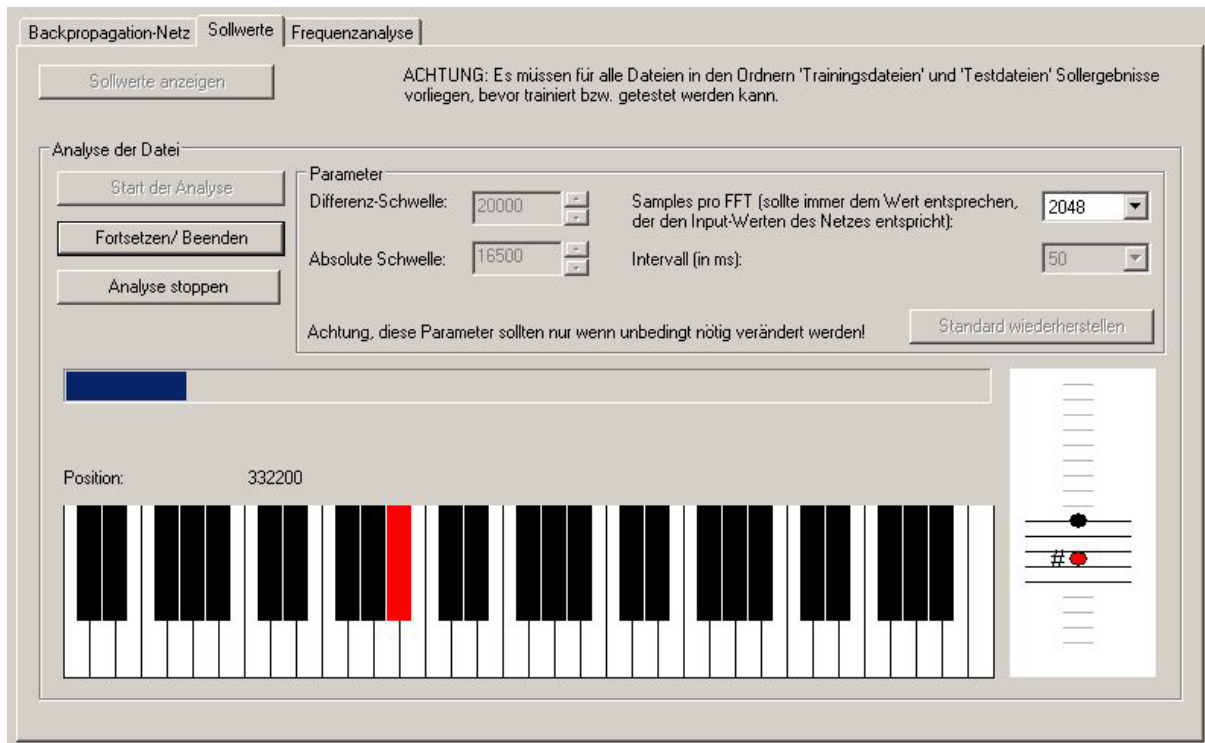 Backpropagation-Netz Sollwerte Frequenzanalyse
Sollwerte anzeigen
ACHTUNG: Es müssen für alle Dateien in den Ordnern 'Trainingsdateien' und 'Testdateien' Sollergebnisse
vorliegen, bevor trainiert bzw. getestet werden kann.
Analyse der Datei
Start der Analyse
Fortsetzen/ Beenden
Analyse stoppen
Parameter
Differenz-Schwelle: 20000
Absolute Schwelle: 16500
Samples pro FFT (sollte immer dem Wert entsprechen,
der den Input-Werten des Netzes entspricht): 2048
Intervall (in ms): 50
Achtung, diese Parameter sollten nur wenn unbedingt nötig verändert werden!
Standard wiederherstellen
Position: 332200
#